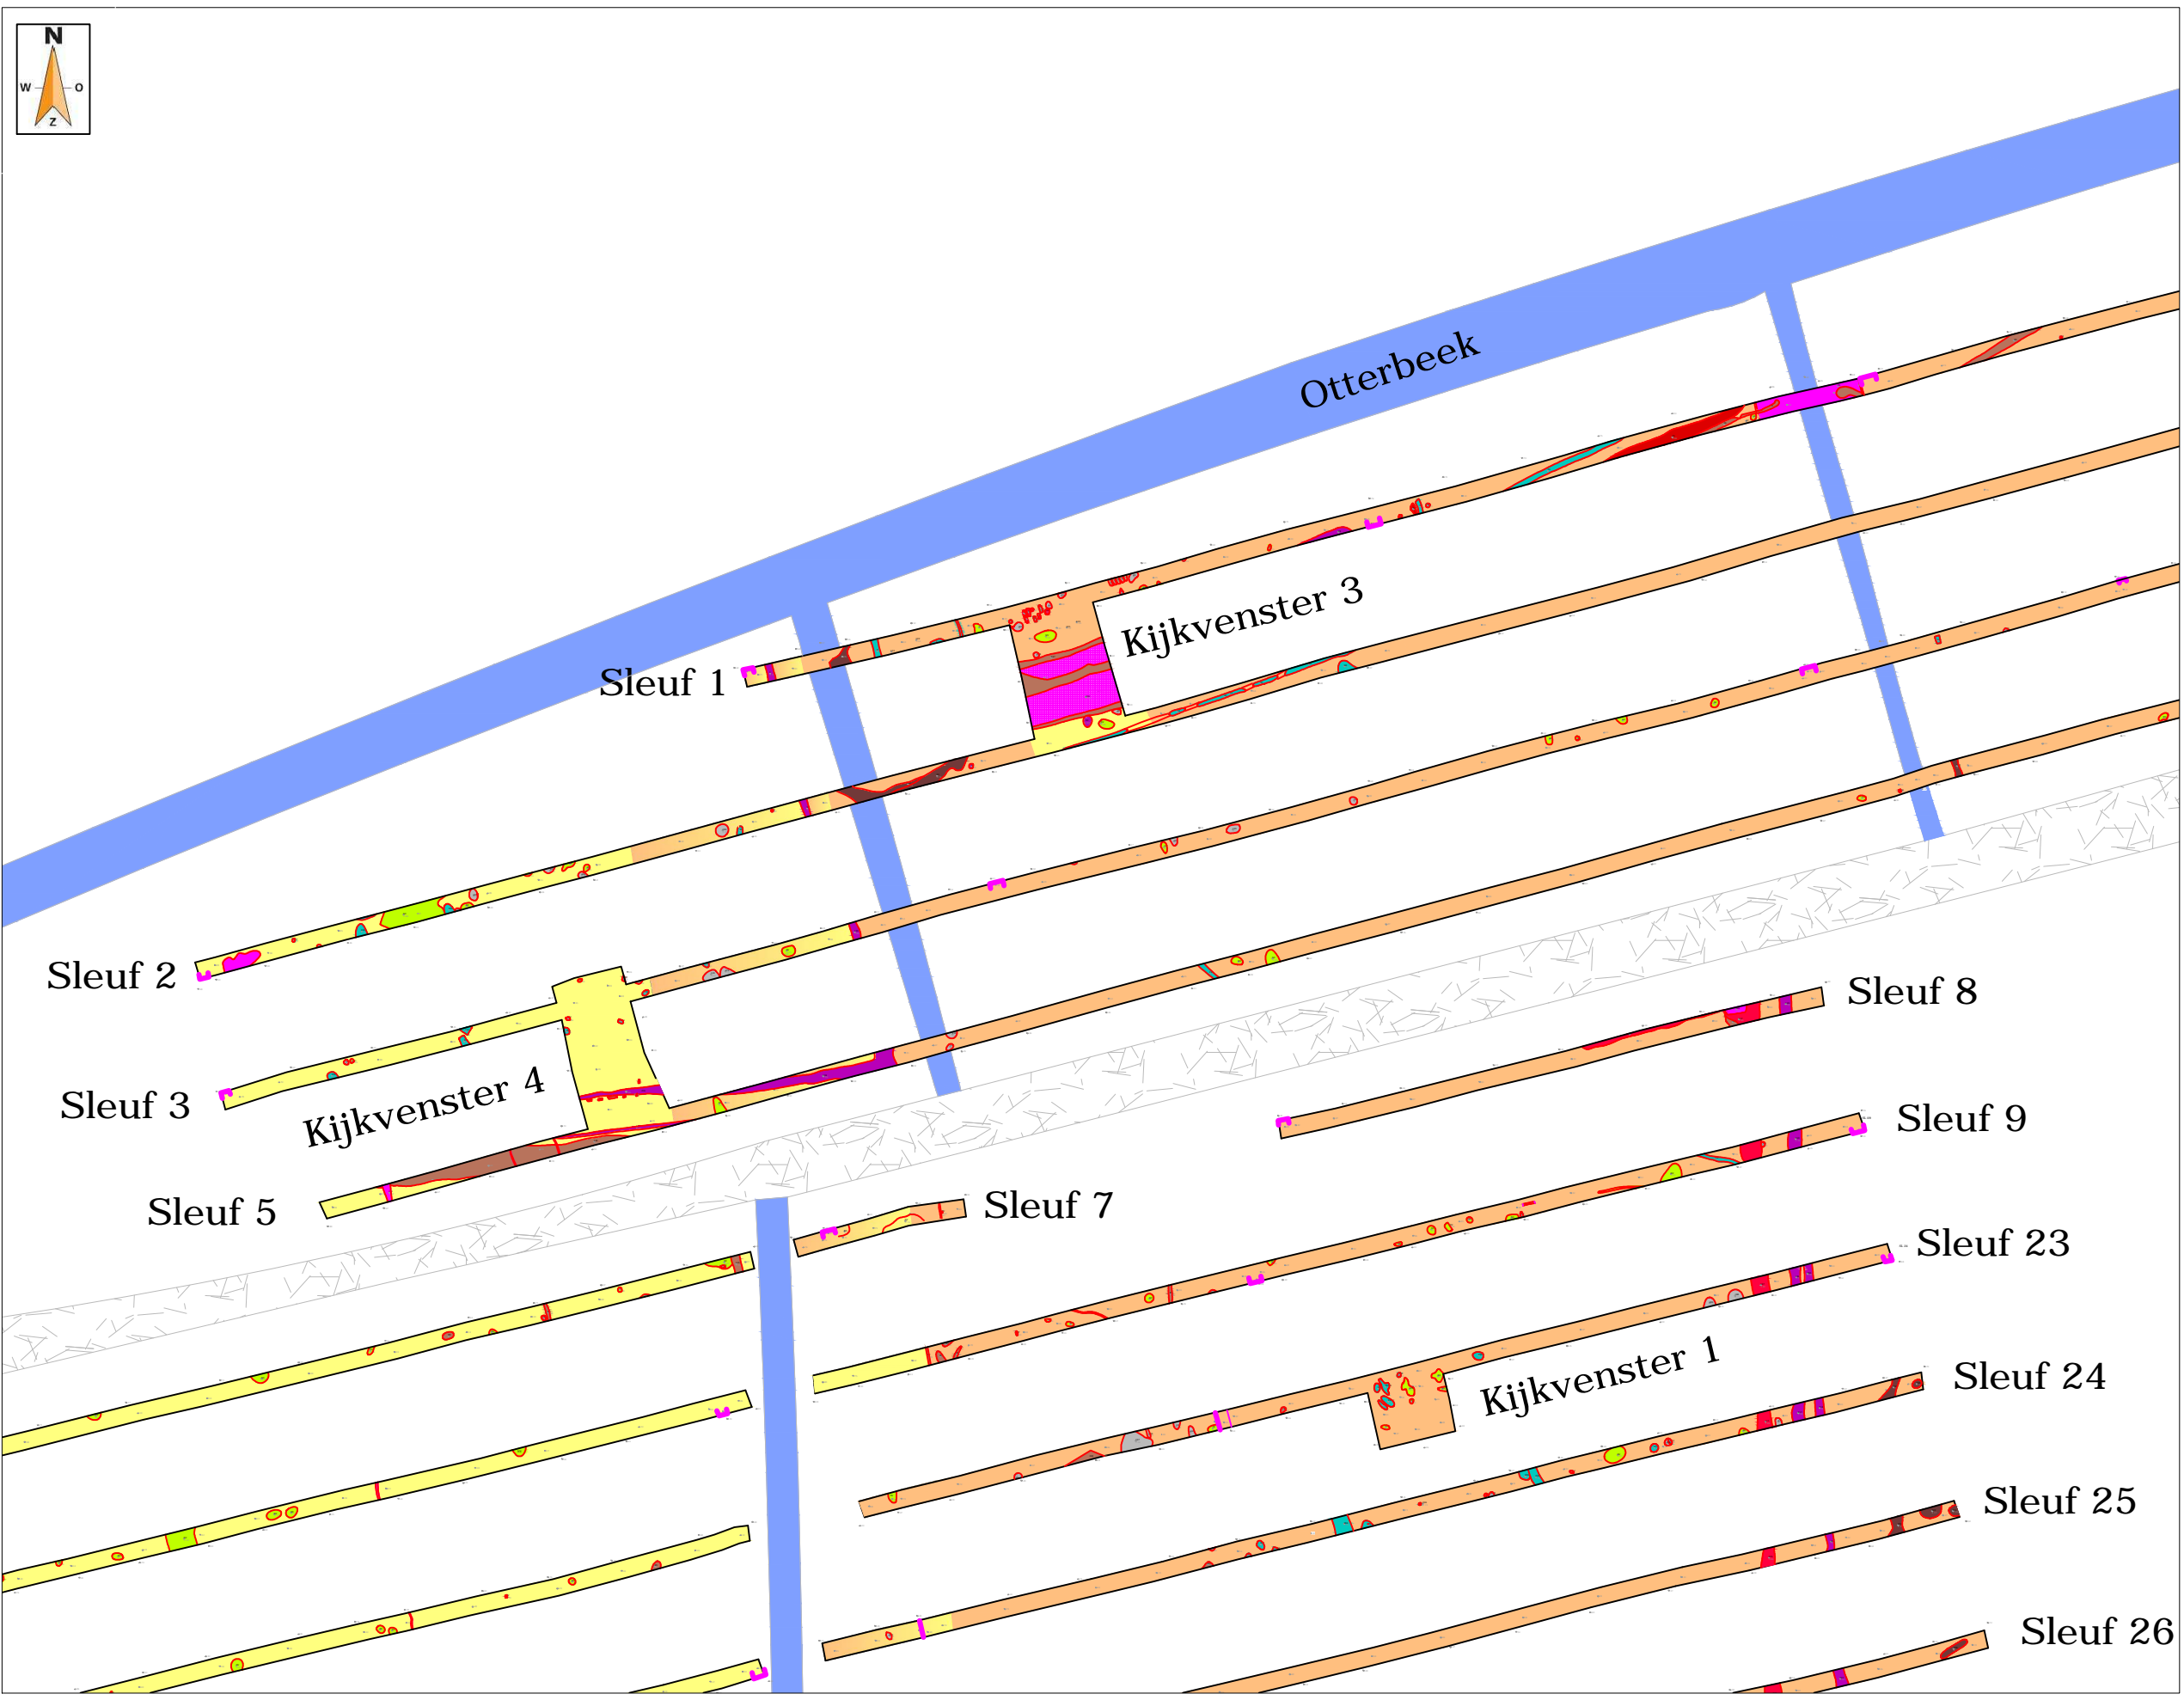 N
W O
Z
Otterbeek
Kijkvenster 3
Sleuf 1
Sleuf 2
Sleuf 8
Sleuf 3
Kijkvenster 4
Sleuf 9
Sleuf 5
Sleuf 7
Sleuf 23
Kijkvenster 1
Sleuf 24
Sleuf 25
Sleuf 26